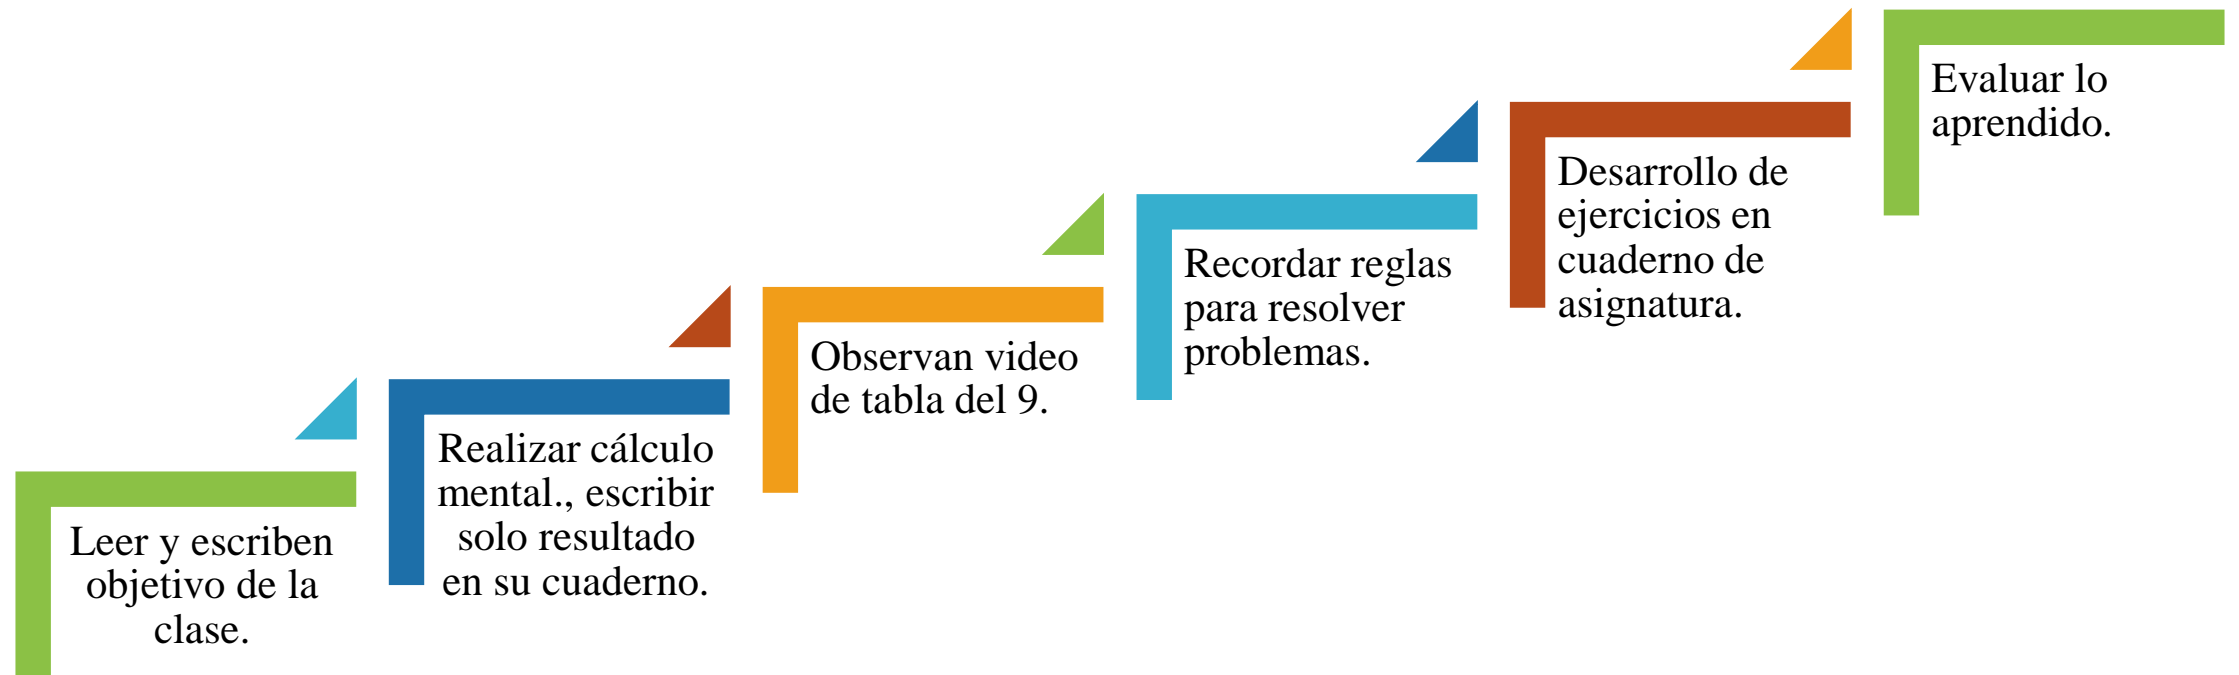 Leer y escriben
objetivo de la
clase.
Realizar cálculo
mental., escribir
solo resultado
en su cuaderno.
Observan video
de tabla del 9.
Recordar reglas
para resolver
problemas.
Desarrollo de
ejercicios en
cuaderno de
asignatura.
Evaluar lo
aprendido.